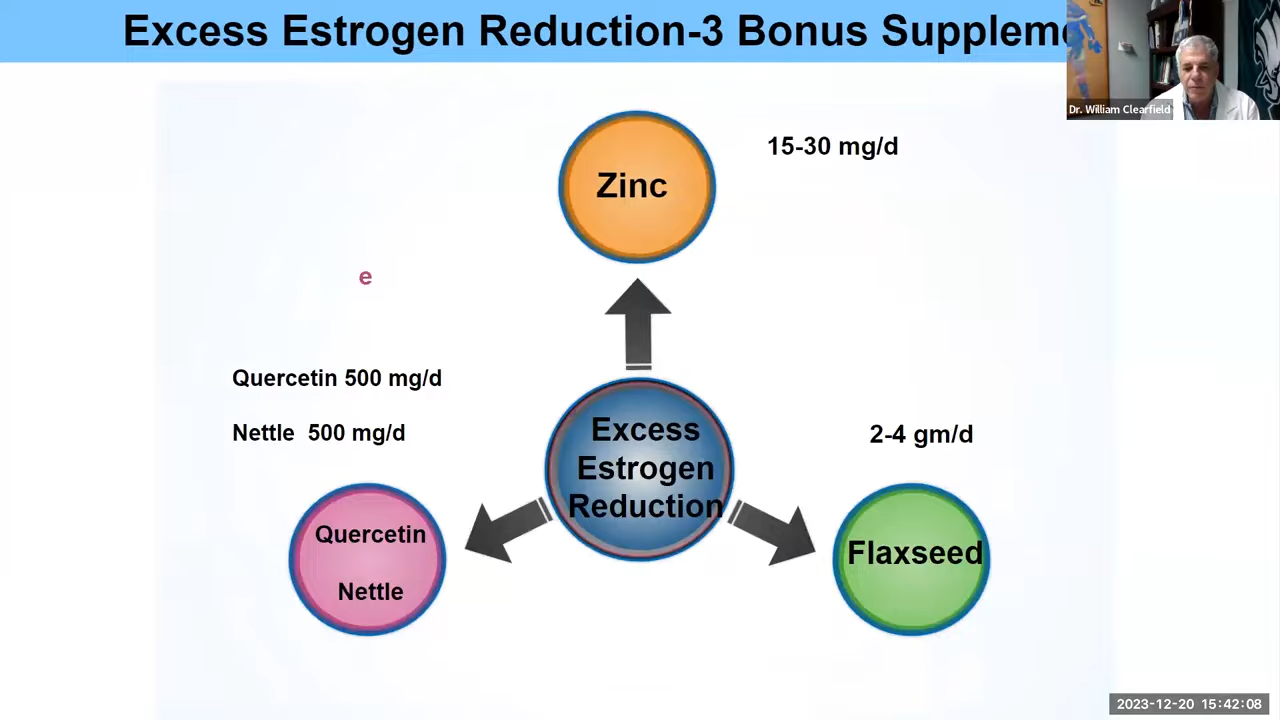 Excess Estrogen Reduction-3 Bonus Suppleme
Dr. William Clearfield
Zinc
15-30 mg/d
e
Quercetin 500 mg/d
Nettle 500 mg/d
Excess
Estrogen
Reduction
2-4 gm/d
Quercetin
Nettle
Flaxseed
2023-12-20 15:42:08